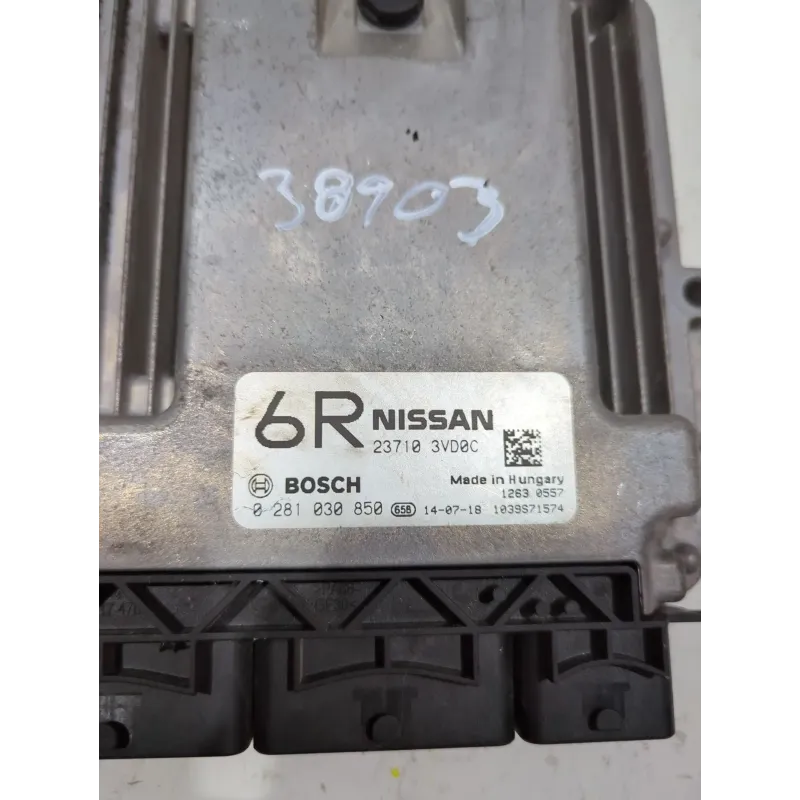 38903
6R NISSAN
23710 3VD0C
BOSCH
Made in Hungary
1263 0557
0 281 030 850 658 14-07-18 1039S71574